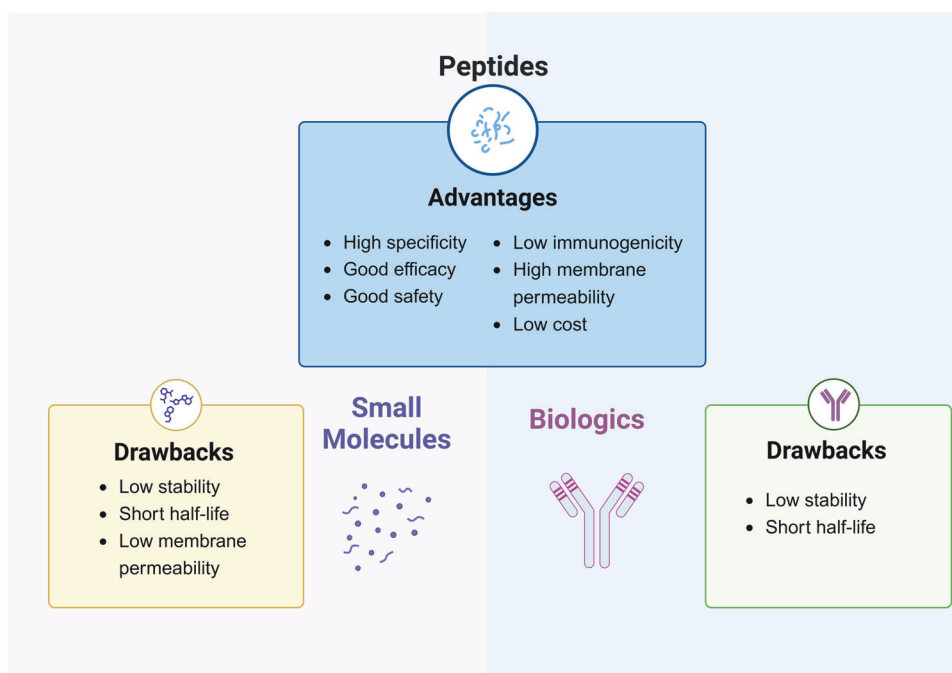 Peptides
Advantages
• High specificity
• Good efficacy
• Good safety
• Low immunogenicity
• High membrane
permeability
• Low cost
Small
Molecules
Biologics
Drawbacks
• Low stability
• Short half-life
• Low membrane
permeability
Drawbacks
• Low stability
• Short half-life